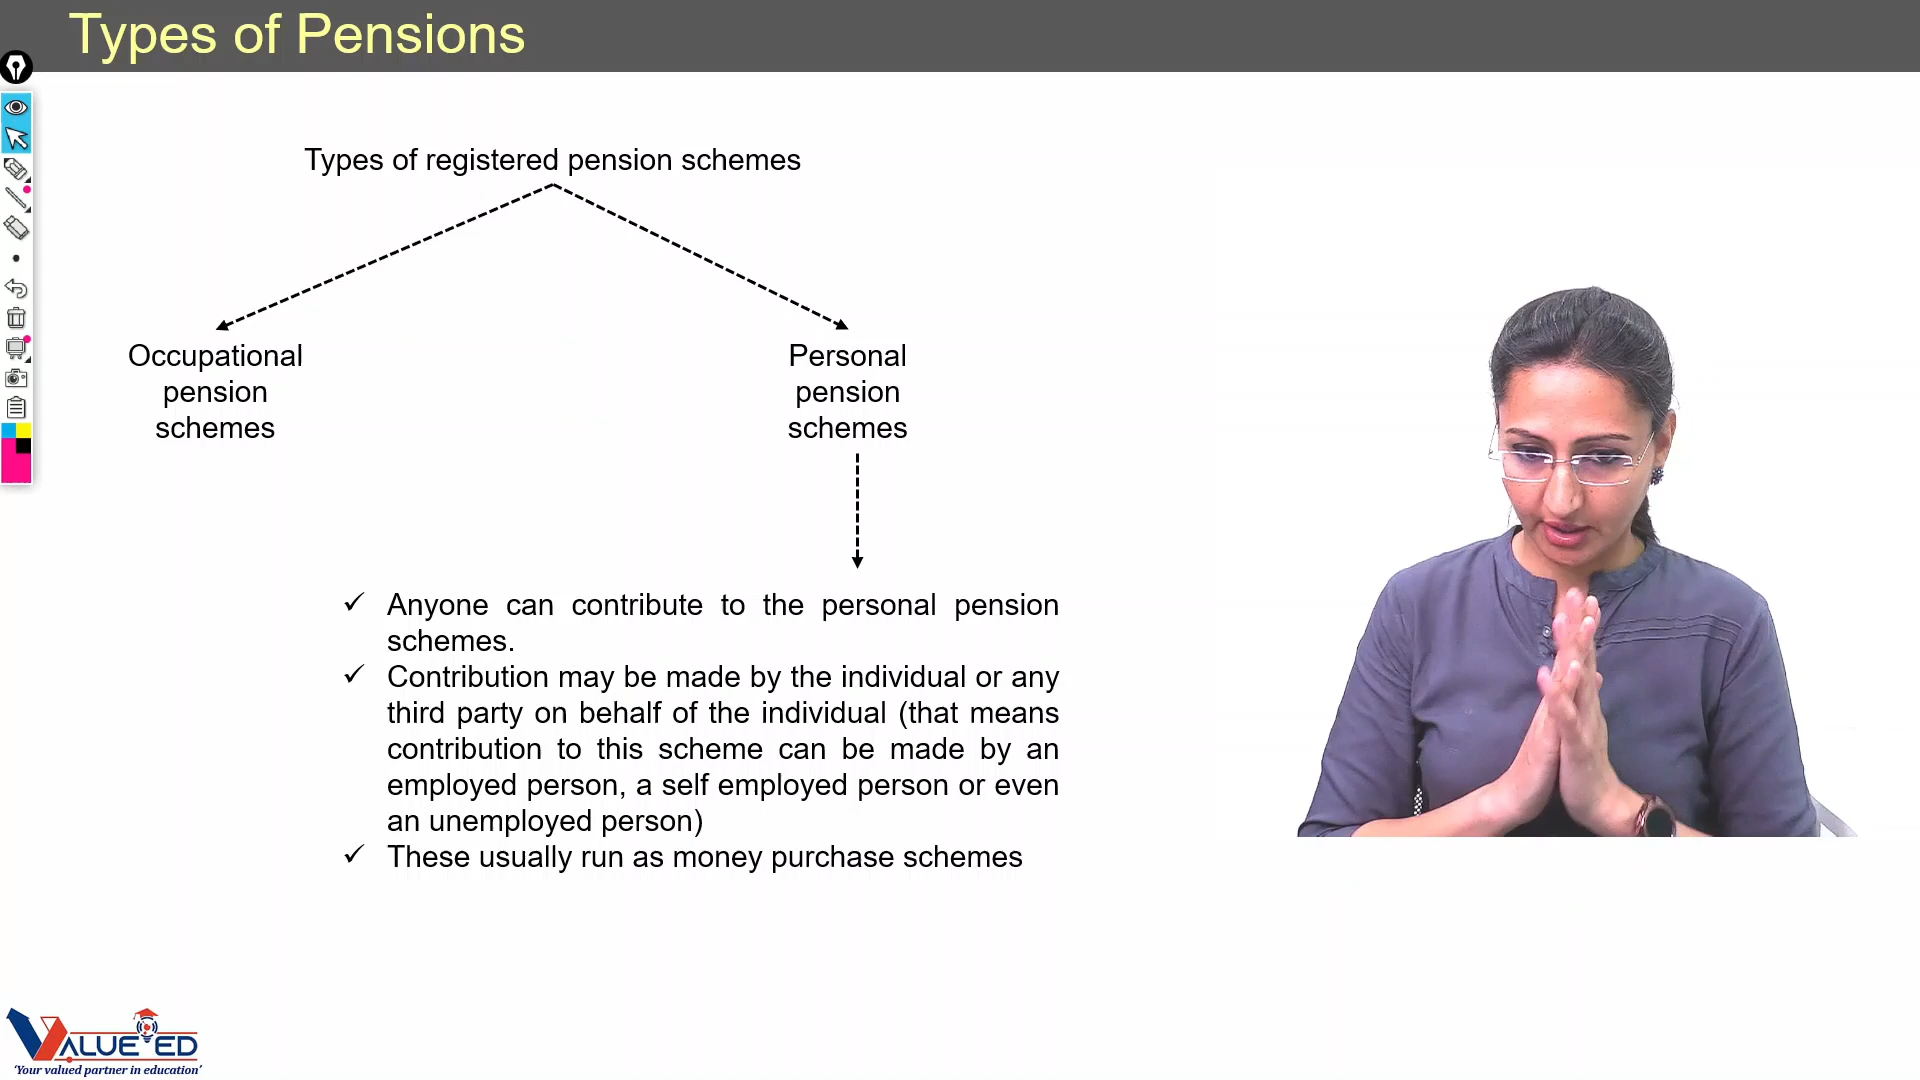 Types of Pensions
Types of registered pension schemes
Occupational
pension
schemes
Personal
pension
schemes
✓ Anyone can contribute to the personal pension
schemes.
✓ Contribution may be made by the individual or any
third party on behalf of the individual (that means
contribution to this scheme can be made by an
employed person, a self employed person or even
an unemployed person)
✓ These usually run as money purchase schemes
VALUE ED
'Your valued partner in education'